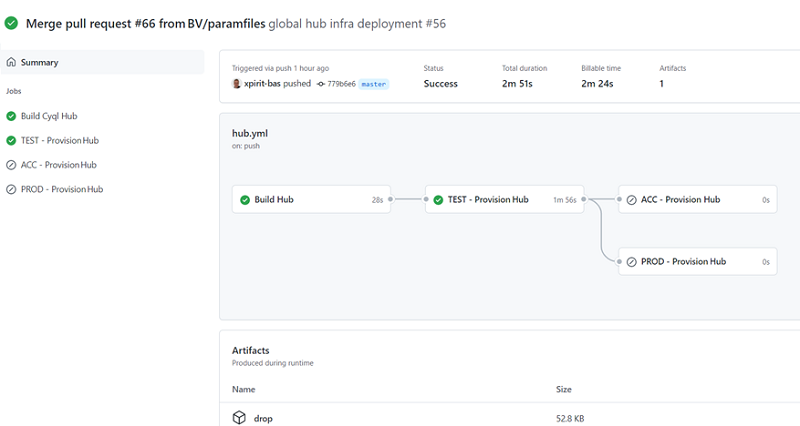 Merge pull request #66 from BV/paramfiles global hub infra deployment #56
Summary
Jobs
Build Cyql Hub
TEST - Provision Hub
ACC - Provision Hub
PROD - Provision Hub
Triggered via push 1 hour ago
xpirit-bas pushed 779b6e6 master
Status
Success
Total duration
2m 51s
Billable time
2m 24s
Artifacts
1
hub.yml
on: push
Build Hub 28s
TEST - Provision Hub 1m 56s
ACC - Provision Hub 0s
PROD - Provision Hub 0s
Artifacts
Produced during runtime
Name Size
drop 52.8 KB